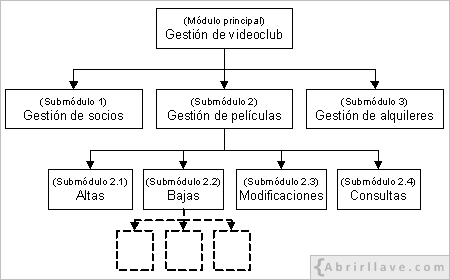 (Módulo principal)
Gestión de videoclub
(Submódulo 1)
Gestión de socios
(Submódulo 2)
Gestión de películas
(Submódulo 3)
Gestión de alquileres
(Submódulo 2.1)
Altas
(Submódulo 2.2)
Bajas
(Submódulo 2.3)
Modificaciones
(Submódulo 2.4)
Consultas
{Abrirllave.com